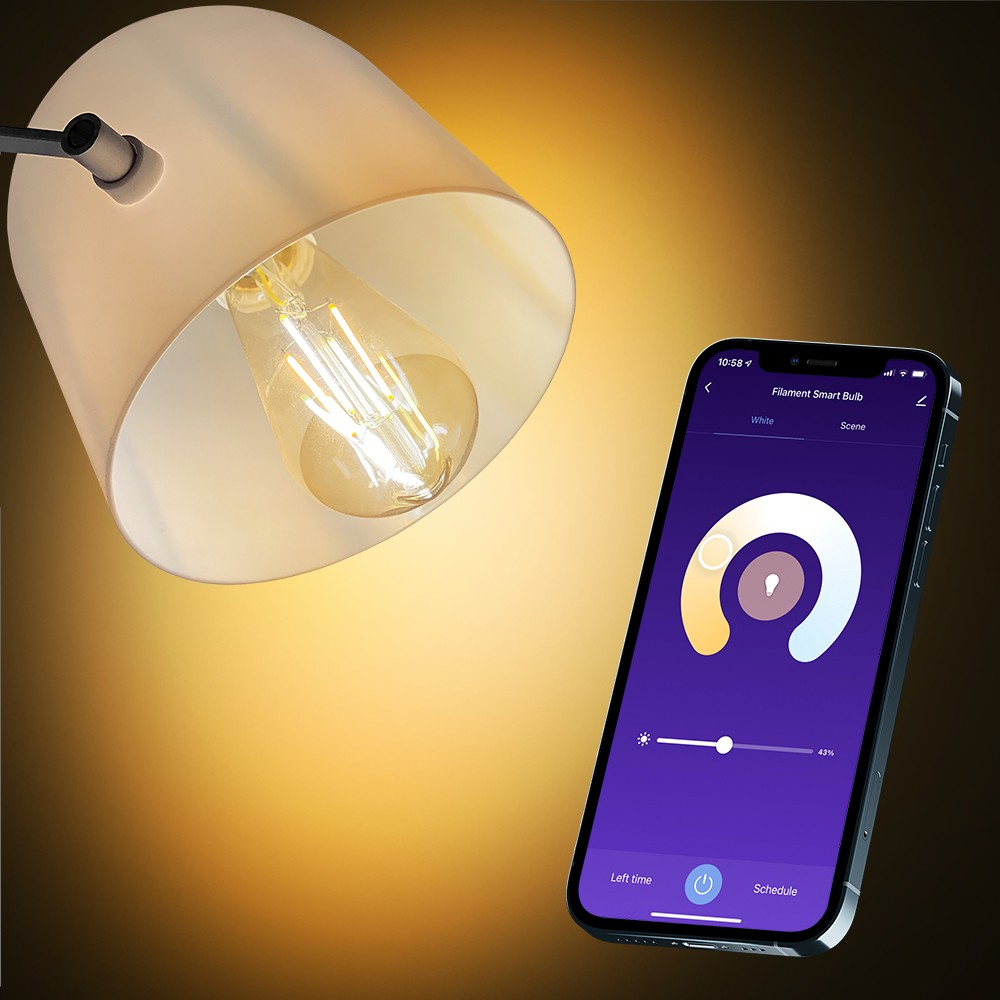 10:58
Filament Smart Bulb
White
Scene
43%
Left time
Schedule